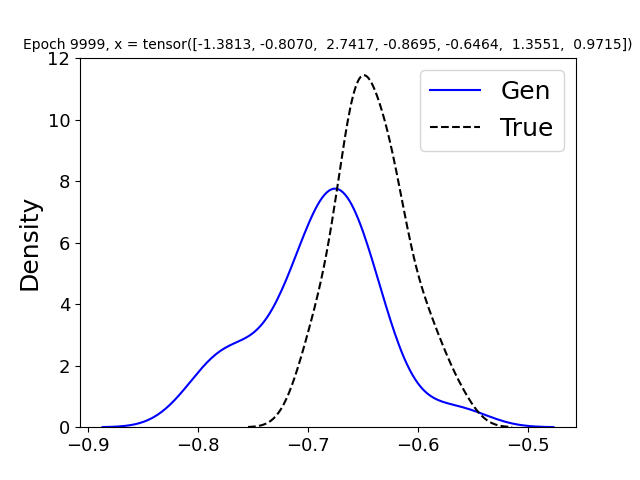 Epoch 9999, x = tensor([-1.3813, -0.8070,  2.7417, -0.8695, -0.6464,  1.3551,  0.9715])
12
10
8
6
4
2
0
Density
Gen
True
−0.9 −0.8 −0.7 −0.6 −0.5